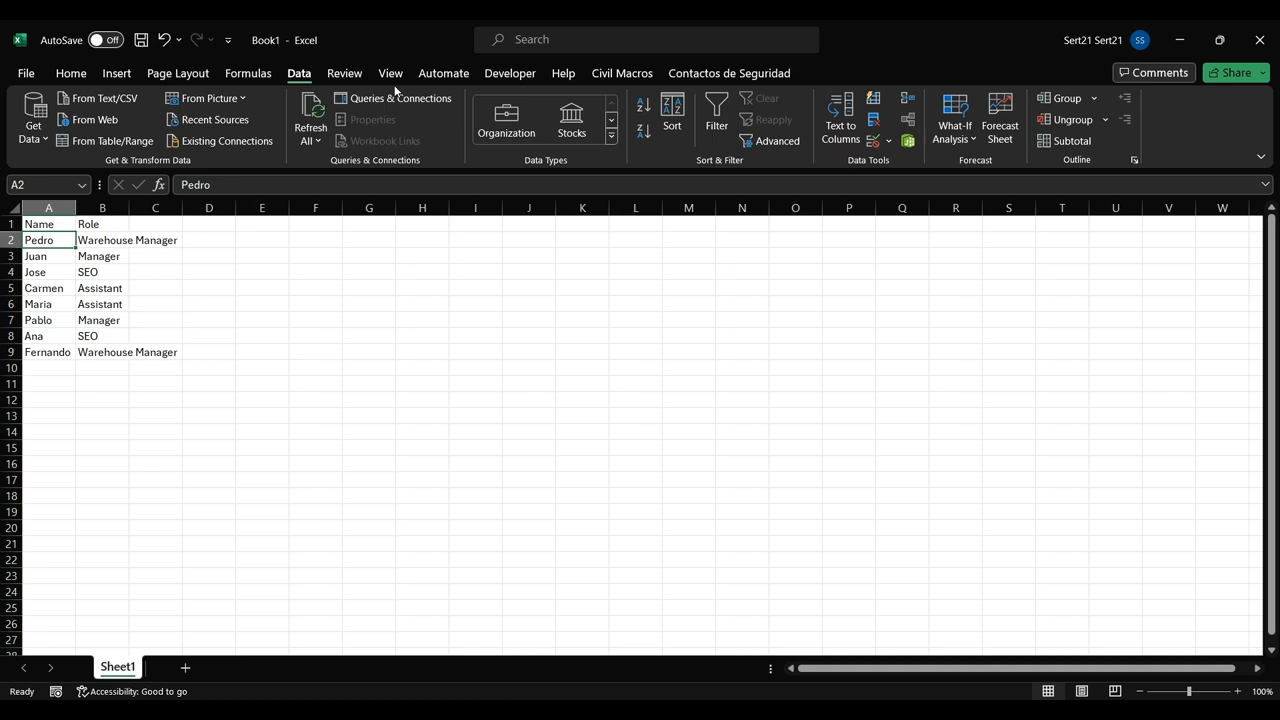 AutoSave Off Book1 - Excel Search Sert21 Sert21 SS
File Home Insert Page Layout Formulas Data Review View Automate Developer Help Civil Macros Contactos de Seguridad Comments Share
Get Data
From Text/CSV
From Web
From Table/Range
From Picture
Recent Sources
Existing Connections
Get & Transform Data
Refresh All
Queries & Connections
Properties
Workbook Links
Queries & Connections
Organization
Stocks
Data Types
Sort
Filter
Clear
Reapply
Advanced
Sort & Filter
Text to Columns
Data Tools
What-If Analysis
Forecast Sheet
Forecast
Group
Ungroup
Subtotal
Outline
A2 fx Pedro
A B C D E F G H I J K L M N O P Q R S T U V W
1 Name Role
2 Pedro Warehouse Manager
3 Juan Manager
4 Jose SEO
5 Carmen Assistant
6 Maria Assistant
7 Pablo Manager
8 Ana SEO
9 Fernando Warehouse Manager
10
11
12
13
14
15
16
17
18
19
20
21
22
23
24
25
26
27
28
Sheet1
Ready Accessibility: Good to go 100%